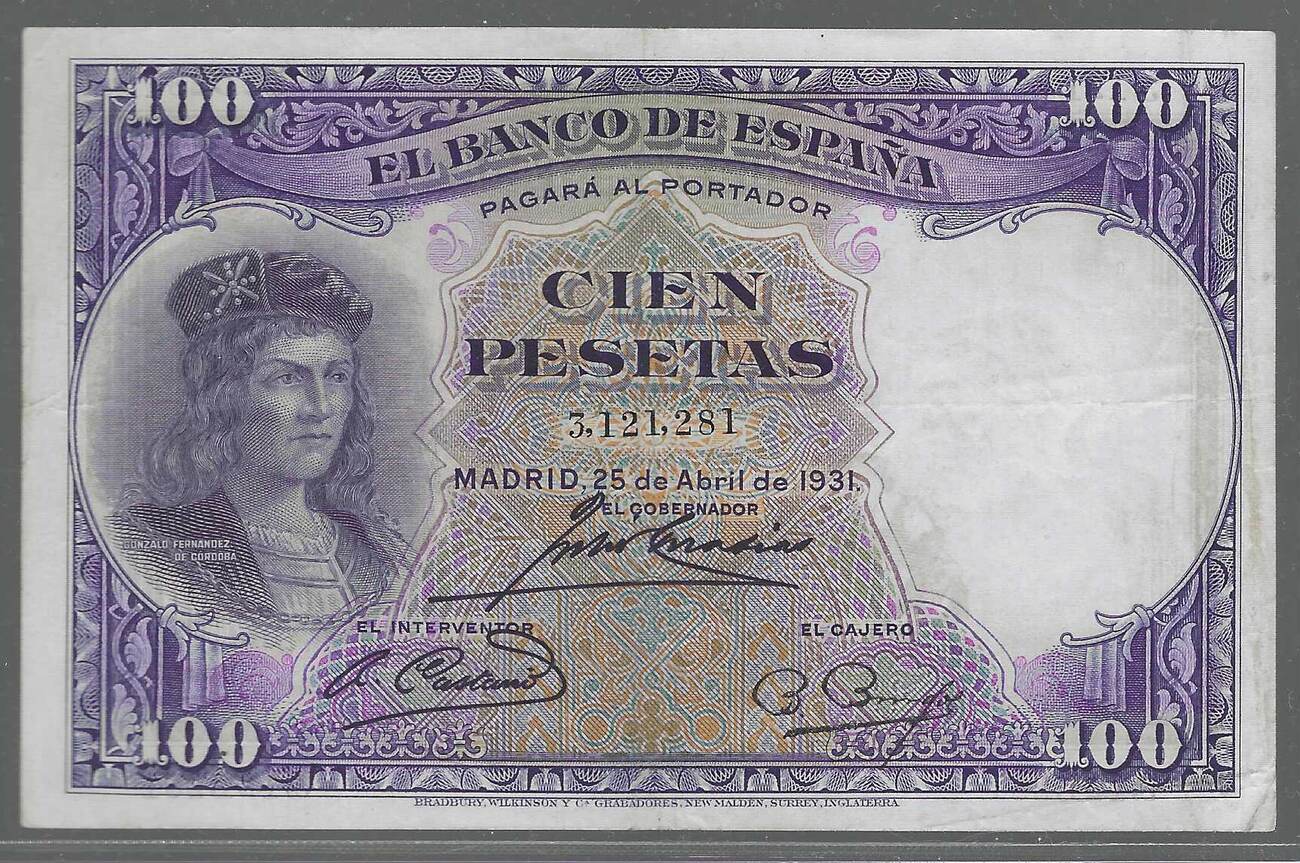 100 100
EL BANCO DE ESPAÑA
PAGARÁ AL PORTADOR
CIEN
PESETAS
3,121,281
MADRID, 25 de Abril de 1931.
EL GOBERNADOR
GONZALO FERNANDEZ
DE CÓRDOBA
EL INTERVENTOR EL CAJERO
100 100
BRADBURY, WILKINSON Y Cª GRABADORES, NEW MALDEN, SURREY, INGLATERRA